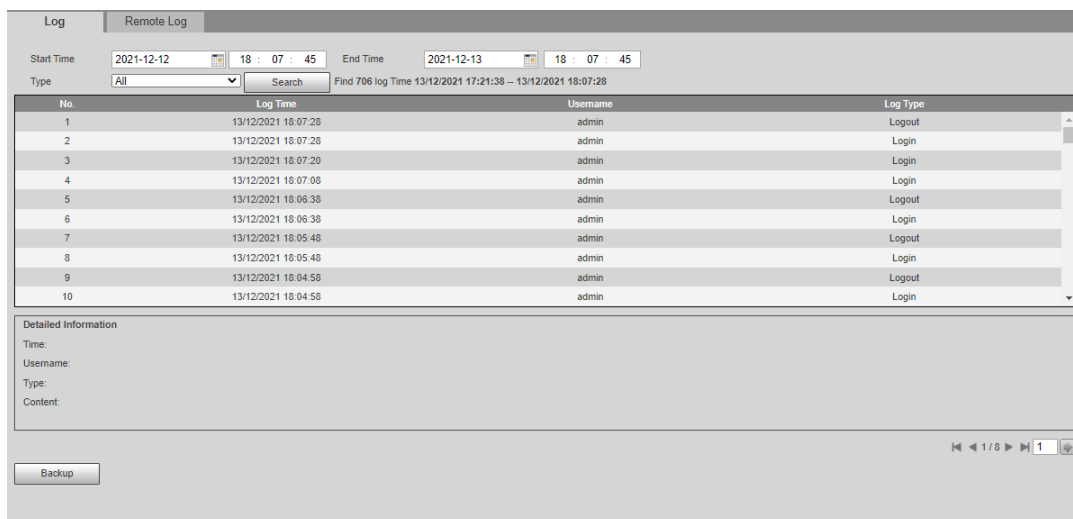 Log Remote Log
Start Time 2021-12-12 18 : 07 : 45 End Time 2021-12-13 18 : 07 : 45
Type All Search Find 706 log Time 13/12/2021 17:21:38 -- 13/12/2021 18:07:28
No. Log Time Username Log Type
1 13/12/2021 18:07:28 admin Logout
2 13/12/2021 18:07:28 admin Login
3 13/12/2021 18:07:20 admin Login
4 13/12/2021 18:07:08 admin Login
5 13/12/2021 18:06:38 admin Logout
6 13/12/2021 18:06:38 admin Login
7 13/12/2021 18:05:48 admin Logout
8 13/12/2021 18:05:48 admin Login
9 13/12/2021 18:04:58 admin Logout
10 13/12/2021 18:04:58 admin Login
Detailed Information
Time:
Username:
Type:
Content:
1 / 8 1
Backup